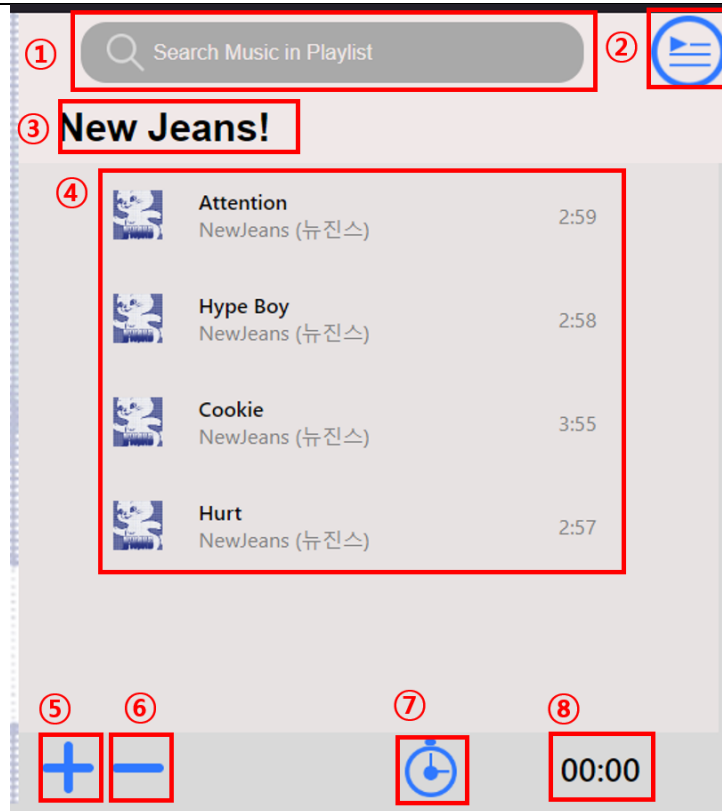 ① Search Music in Playlist ②
③ New Jeans!
④
Attention
NewJeans (뉴진스) 2:59
Hype Boy
NewJeans (뉴진스) 2:58
Cookie
NewJeans (뉴진스) 3:55
Hurt
NewJeans (뉴진스) 2:57
⑤ ⑥ ⑦ ⑧
00:00